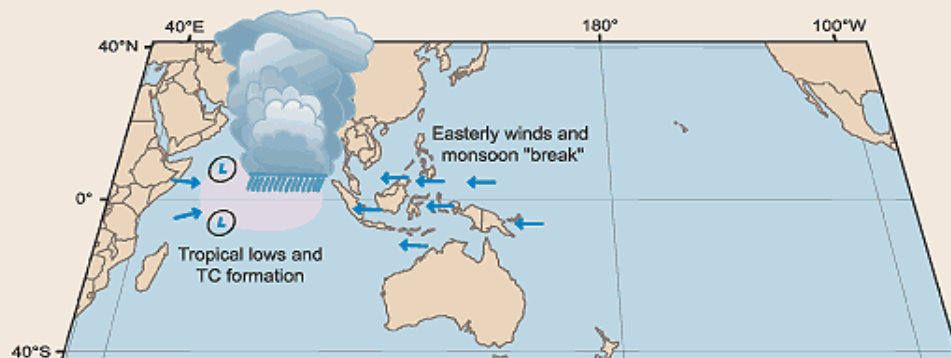 40°E
180°
100°W
40°N
Easterly winds and
monsoon "break"
L
0°
L
Tropical lows and
TC formation
40°S